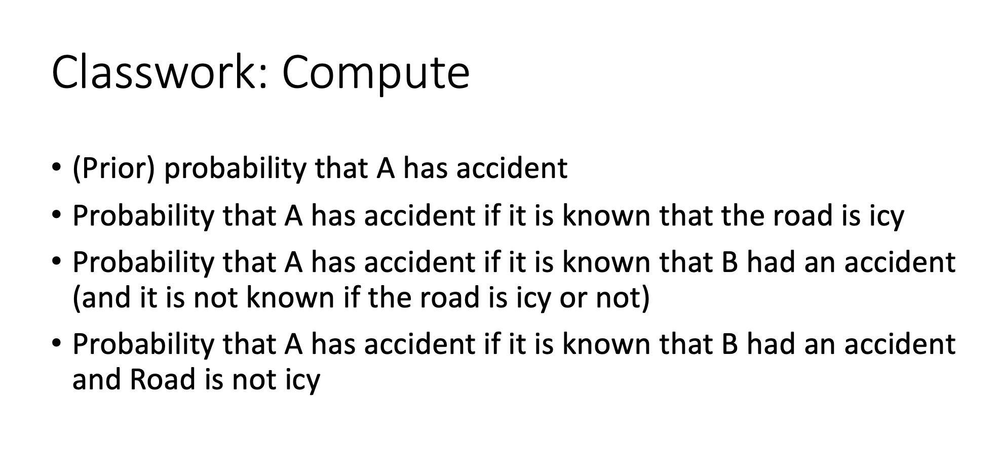 Classwork: Compute
• (Prior) probability that A has accident
• Probability that A has accident if it is known that the road is icy
• Probability that A has accident if it is known that B had an accident
(and it is not known if the road is icy or not)
• Probability that A has accident if it is known that B had an accident
and Road is not icy